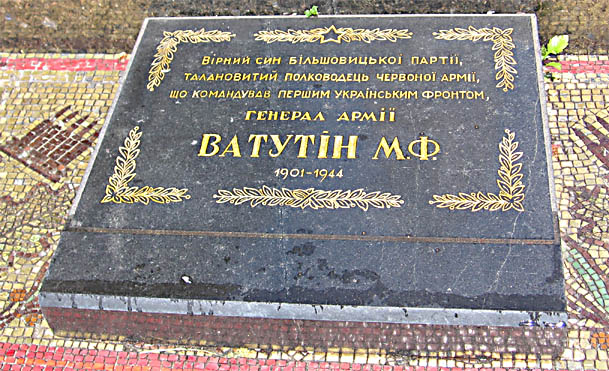 Вірний син Більшовицької партії,
талановитий полководець Червоної Армії,
що командував Першим Українським фронтом,
генерал армії
ВАТУТІН М.Ф.
1901-1944